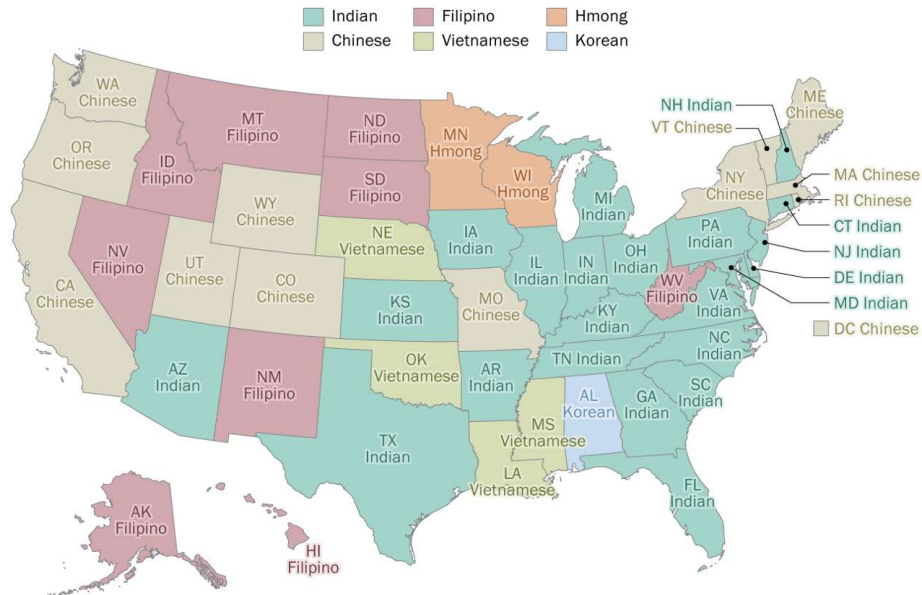 Indian
Filipino
Hmong
Chinese
Vietnamese
Korean
WA
Chinese
OR
Chinese
CA
Chinese
NV
Filipino
ID
Filipino
MT
Filipino
WY
Chinese
UT
Chinese
CO
Chinese
AZ
Indian
NM
Filipino
ND
Filipino
SD
Filipino
NE
Vietnamese
KS
Indian
OK
Vietnamese
TX
Indian
MN
Hmong
IA
Indian
MO
Chinese
AR
Indian
LA
Vietnamese
WI
Hmong
IL
Indian
MI
Indian
IN
Indian
OH
Indian
KY
Indian
TN Indian
MS
Vietnamese
AL
Korean
GA
Indian
FL
Indian
SC
Indian
NC
Indian
VA
Indian
WV
Filipino
PA
Indian
NY
Chinese
ME
Chinese
NH Indian
VT Chinese
MA Chinese
RI Chinese
CT Indian
NJ Indian
DE Indian
MD Indian
DC Chinese
AK
Filipino
HI
Filipino